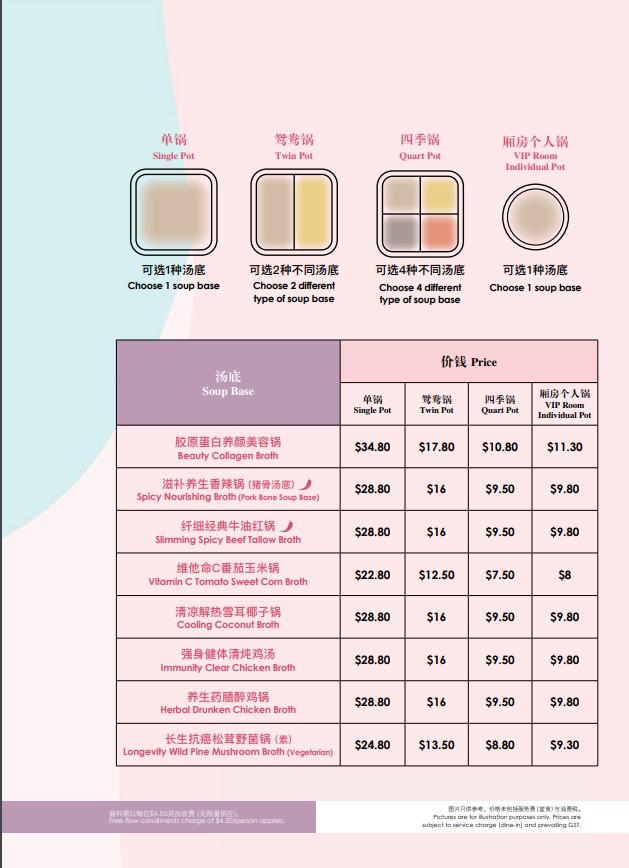 单锅
Single Pot
鸳鸯锅
Twin Pot
四季锅
Quart Pot
厢房个人锅
VIP Room
Individual Pot
可选1种汤底
Choose 1 soup base
可选2种不同汤底
Choose 2 different
type of soup base
可选4种不同汤底
Choose 4 different
type of soup base
可选1种汤底
Choose 1 soup base
汤底
Soup Base
价钱 Price
单锅
Single Pot
鸳鸯锅
Twin Pot
四季锅
Quart Pot
厢房个人锅
VIP Room
Individual Pot
胶原蛋白养颜美容锅
Beauty Collagen Broth
$34.80 $17.80 $10.80 $11.30
滋补养生香辣锅 (猪骨汤底)
Spicy Nourishing Broth (Pork Bone Soup Base)
$28.80 $16 $9.50 $9.80
纤细经典牛油红锅
Slimming Spicy Beef Tallow Broth
$28.80 $16 $9.50 $9.80
维他命C番茄玉米锅
Vitamin C Tomato Sweet Corn Broth
$22.80 $12.50 $7.50 $8
清凉解热雪耳椰子锅
Cooling Coconut Broth
$28.80 $16 $9.50 $9.80
强身健体清炖鸡汤
Immunity Clear Chicken Broth
$28.80 $16 $9.50 $9.80
养生药膳醉鸡锅
Herbal Drunken Chicken Broth
$28.80 $16 $9.50 $9.80
长生抗癌松茸野菌锅 (素)
Longevity Wild Pine Mushroom Broth (Vegetarian)
$24.80 $13.50 $8.80 $9.30
酱料需以每位$4.50另加收费 (无限量供应)。
Free-flow condiments charge of $4.50/person applies.
图片只供参考。价格未包括服务费 (堂食) 与消费税。
Pictures are for illustration purposes only. Prices are
subject to service charge (dine-in) and prevailing GST.